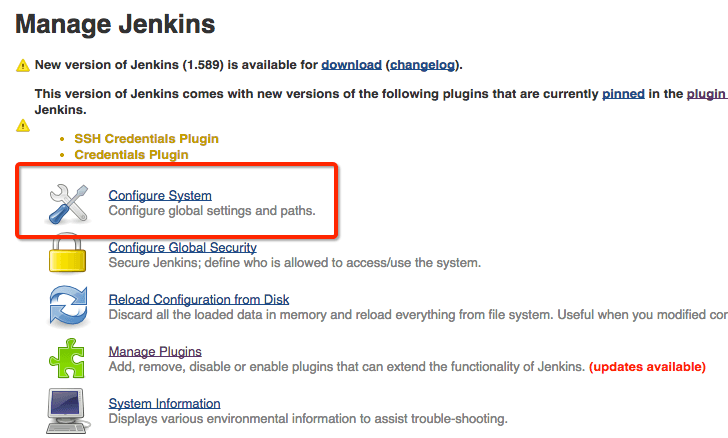 Manage Jenkins
New version of Jenkins (1.589) is available for download (changelog).
This version of Jenkins comes with new versions of the following plugins that are currently pinned in the plugin
Jenkins.
• SSH Credentials Plugin
• Credentials Plugin
Configure System
Configure global settings and paths.
Configure Global Security
Secure Jenkins; define who is allowed to access/use the system.
Reload Configuration from Disk
Discard all the loaded data in memory and reload everything from file system. Useful when you modified con
Manage Plugins
Add, remove, disable or enable plugins that can extend the functionality of Jenkins. (updates available)
System Information
Displays various environmental information to assist trouble-shooting.